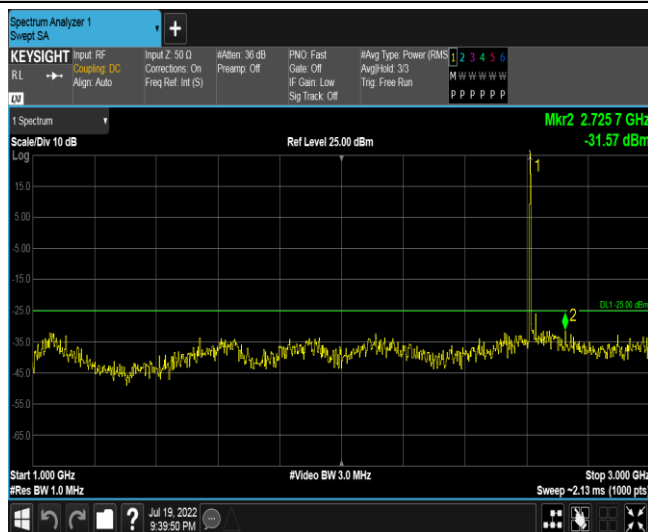 Spectrum Analyzer 1
Swept SA
+
KEYSIGHT
RL
LXI
Input: RF
Coupling: DC
Align: Auto
Input Z: 50 Ω
Corrections: On
Freq Ref: Int (S)
#Atten: 36 dB
Preamp: Off
PNO: Fast
Gate: Off
IF Gain: Low
Sig Track: Off
#Avg Type: Power (RMS
Avg|Hold: 3/3
Trig: Free Run
1 2 3 4 5 6
M W W W W W
P P P P P P
1 Spectrum
Mkr2 2.725 7 GHz
Scale/Div 10 dB
Ref Level 25.00 dBm
-31.57 dBm
Log
1
15.0
5.00
-5.00
-15.0
-25.0
DL1 -25.00 dBm
2
-35.0
-45.0
-55.0
-65.0
Start 1.000 GHz
#Video BW 3.0 MHz
Stop 3.000 GHz
#Res BW 1.0 MHz
Sweep ~2.13 ms (1000 pts)
?
Jul 19, 2022
9:39:50 PM